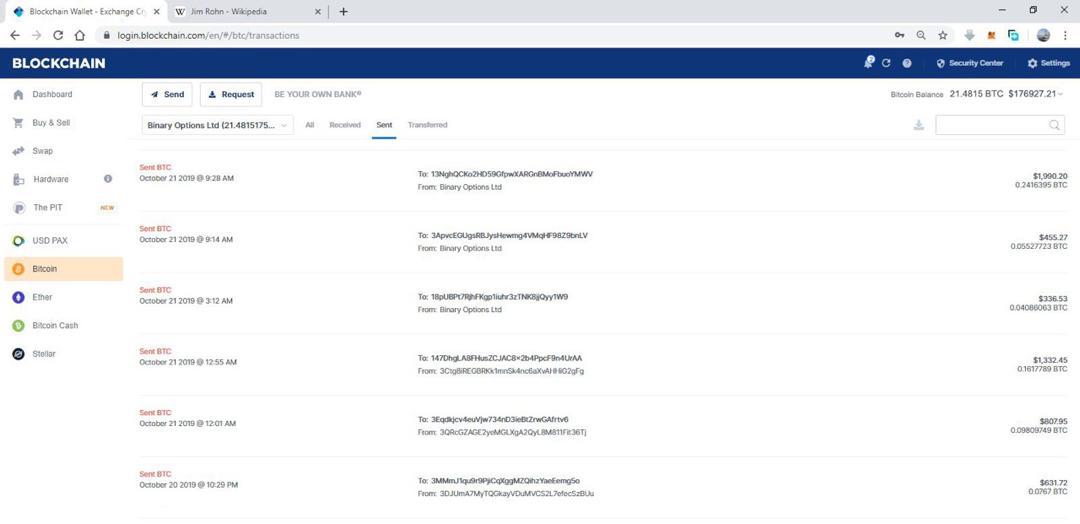 Blockchain Wallet - Exchange Cr
Jim Rohn - Wikipedia
login.blockchain.com/en/#/btc/transactions
BLOCKCHAIN
2
Security Center
Settings
Dashboard
Send
Request
BE YOUR OWN BANK®
Bitcoin Balance 21.4815 BTC $176927.21
Buy & Sell
Binary Options Ltd (21.4815175...
All
Received
Sent
Transferred
Swap
Hardware
The PIT
NEW
USD PAX
Bitcoin
Ether
Bitcoin Cash
Stellar
Sent BTC
October 21 2019 @ 9:28 AM
To: 13NghQCKo2HD59GfpwXARGnBMoFbuoYMWV
From: Binary Options Ltd
$1,990.20
0.2416395 BTC
Sent BTC
October 21 2019 @ 9:14 AM
To: 3ApvcEGUgsRBJysHewmg4VMqHF98Z9bnLV
From: Binary Options Ltd
$455.27
0.05527723 BTC
Sent BTC
October 21 2019 @ 3:12 AM
To: 18pUBPt7RjhFKgp1iuhr3zTNK8jjQyy1W9
From: Binary Options Ltd
$336.53
0.04086063 BTC
Sent BTC
October 21 2019 @ 12:55 AM
To: 147DhgLA8FHusZCJAC8x2b4PpcF9n4UrAA
From: 3Ctg8iREGBRKk1mnSk4nc6aXvAHHiG2gFg
$1,332.45
0.1617789 BTC
Sent BTC
October 21 2019 @ 12:01 AM
To: 3Eqdkjcv4euVjw734nD3ieBtZrwGAfrtv6
From: 3QRcGZAGE2yeMGLXgA2QyL8M811Fit36Tj
$807.95
0.09809749 BTC
Sent BTC
October 20 2019 @ 10:29 PM
To: 3MMmJ1qu9r9PjiCqXggMZQihzYaeEemgSo
From: 3DJUmA7MyTQGkayVDuMVCS2L7efecSzBUu
$631.72
0.0767 BTC